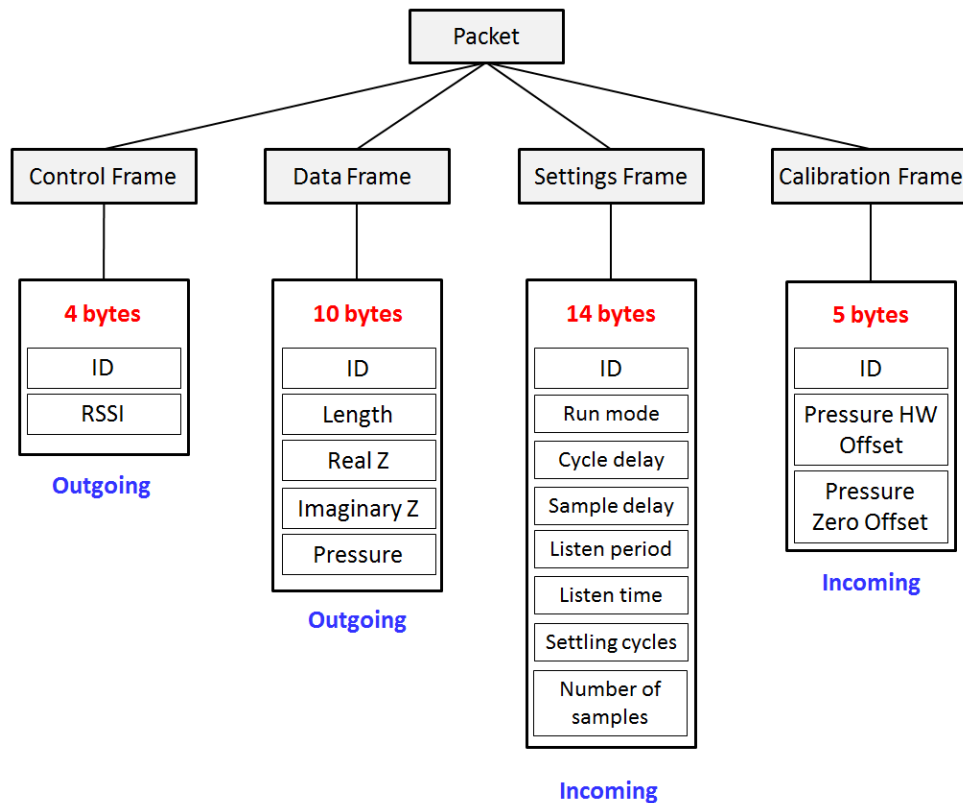 Packet
Control Frame
Data Frame
Settings Frame
Calibration Frame
4 bytes
ID
RSSI
Outgoing
10 bytes
ID
Length
Real Z
Imaginary Z
Pressure
Outgoing
14 bytes
ID
Run mode
Cycle delay
Sample delay
Listen period
Listen time
Settling cycles
Number of
samples
Incoming
5 bytes
ID
Pressure HW
Offset
Pressure
Zero Offset
Incoming